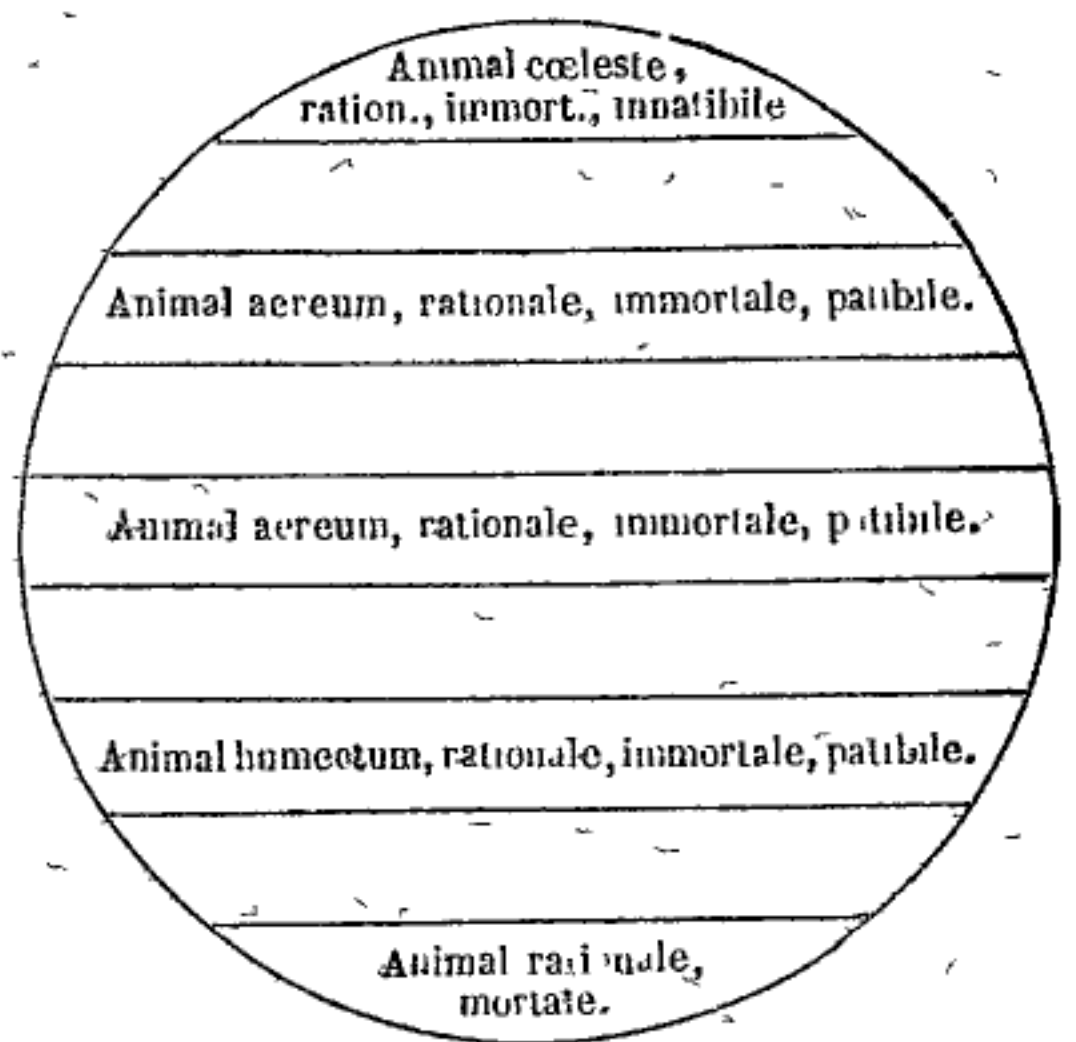 Animal cœleste,
ration., immort., inpatibile
Animal aereum, rationale, immortale, patibile.
Animal aereum, rationale, immortale, patibile.
Animal humectum, rationale, immortale, patibile.
Animal rationale,
mortale.